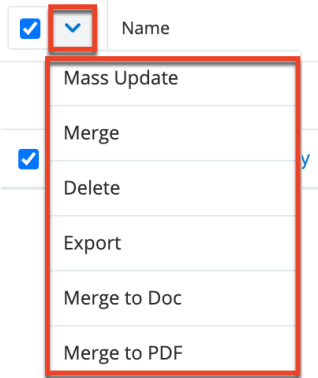 Name
Mass Update
Merge
y
Delete
Export
Merge to Doc
Merge to PDF